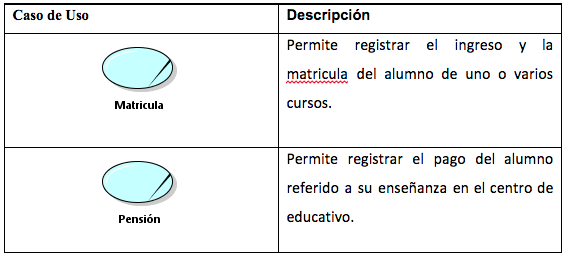 Caso de Uso
Descripción
Matricula
Permite registrar el ingreso y la
matricula del alumno de uno o varios
cursos.
Pensión
Permite registrar el pago del alumno
referido a su enseñanza en el centro de
educativo.